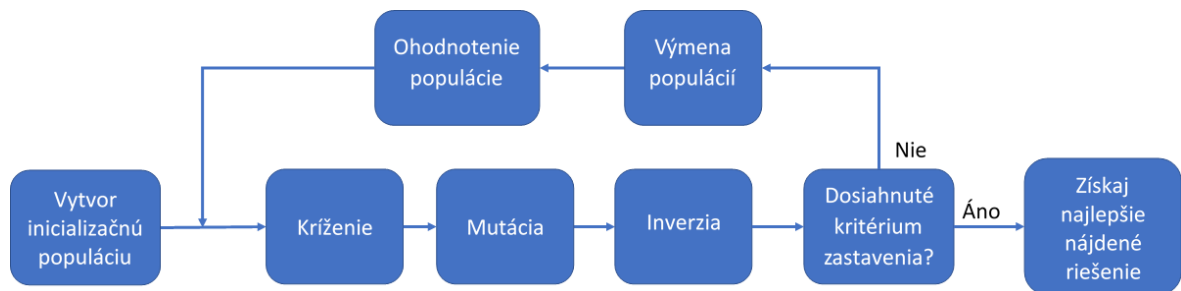 Ohodnotenie
populácie
Výmena
populácií
Nie
Vytvor
inicializačnú
populáciu
Kríženie
Mutácia
Inverzia
Dosiahnuté
kritérium
zastavenia?
Áno
Získaj
najlepšie
nájdené
riešenie